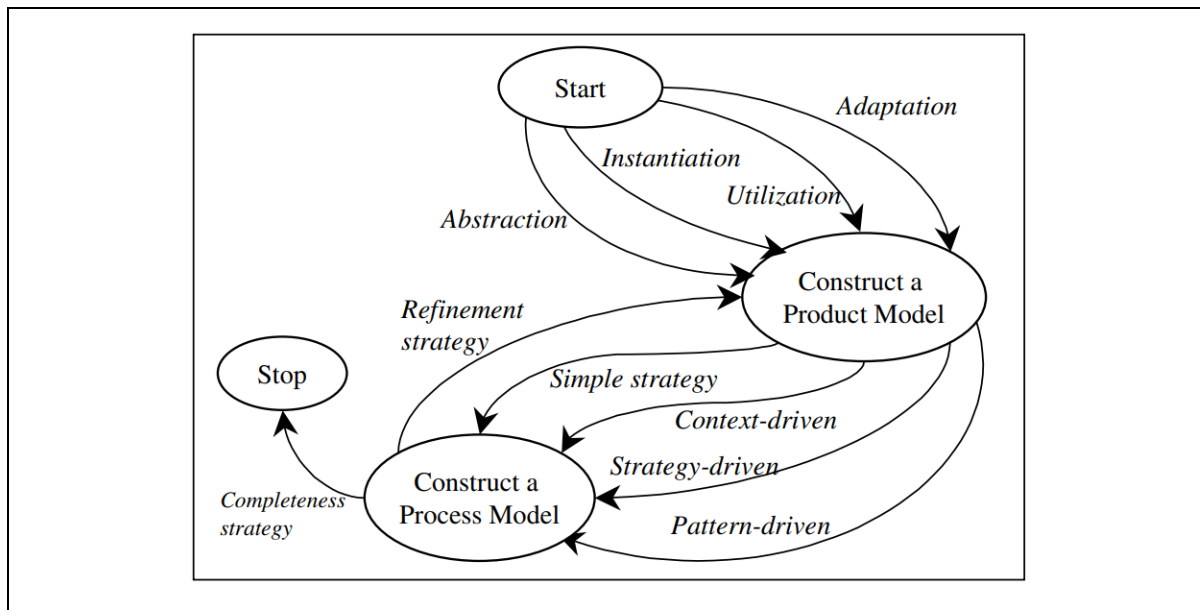 Start
Adaptation
Instantiation
Utilization
Abstraction
Construct a
Product Model
Refinement
strategy
Stop
Simple strategy
Context-driven
Strategy-driven
Construct a
Process Model
Completeness
strategy
Pattern-driven